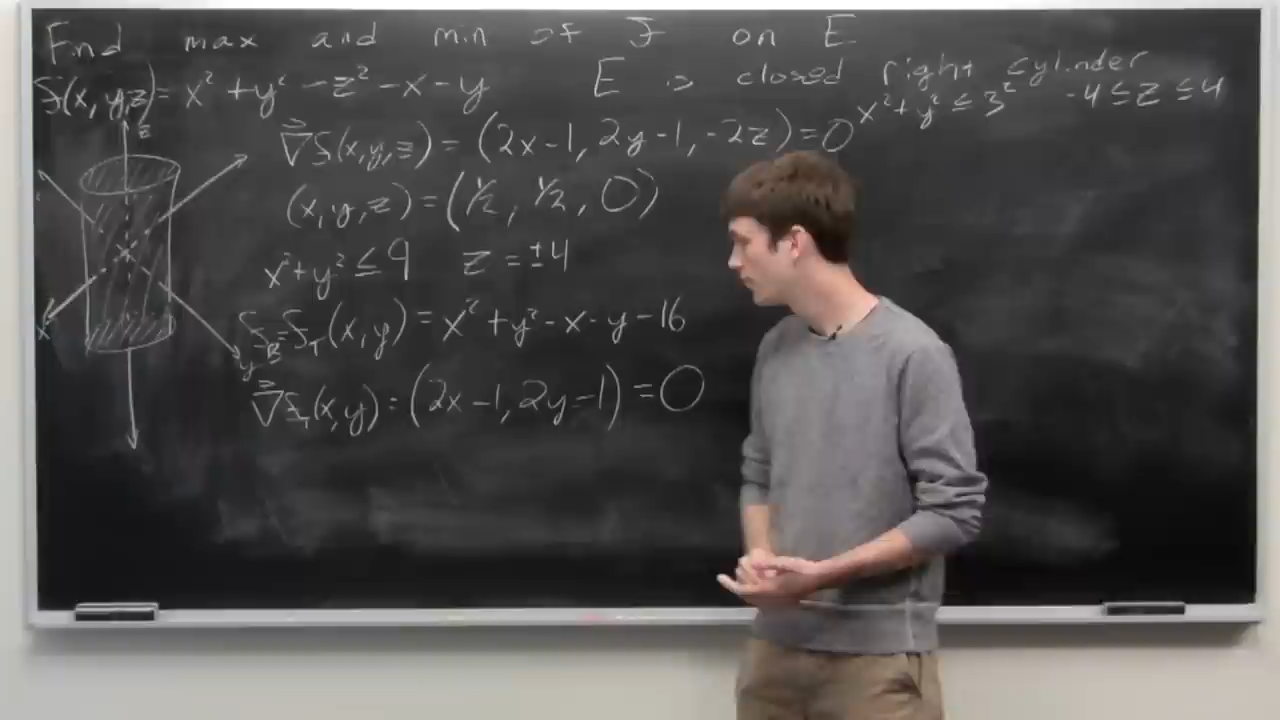 Find max and min of f on E
f(x,y,z) = x² + y² - z² - x - y
E is closed right cylinder
x² + y² ≤ 3² -4 ≤ z ≤ 4
z
∇⃗f(x,y,z) = (2x-1, 2y-1, -2z) = 0
(x,y,z) = (1/2, 1/2, 0)
x² + y² ≤ 9 z = ±4
x
y
f_B = f_T(x,y) = x² + y² - x - y - 16
∇⃗f_T(x,y) = (2x-1, 2y-1) = 0